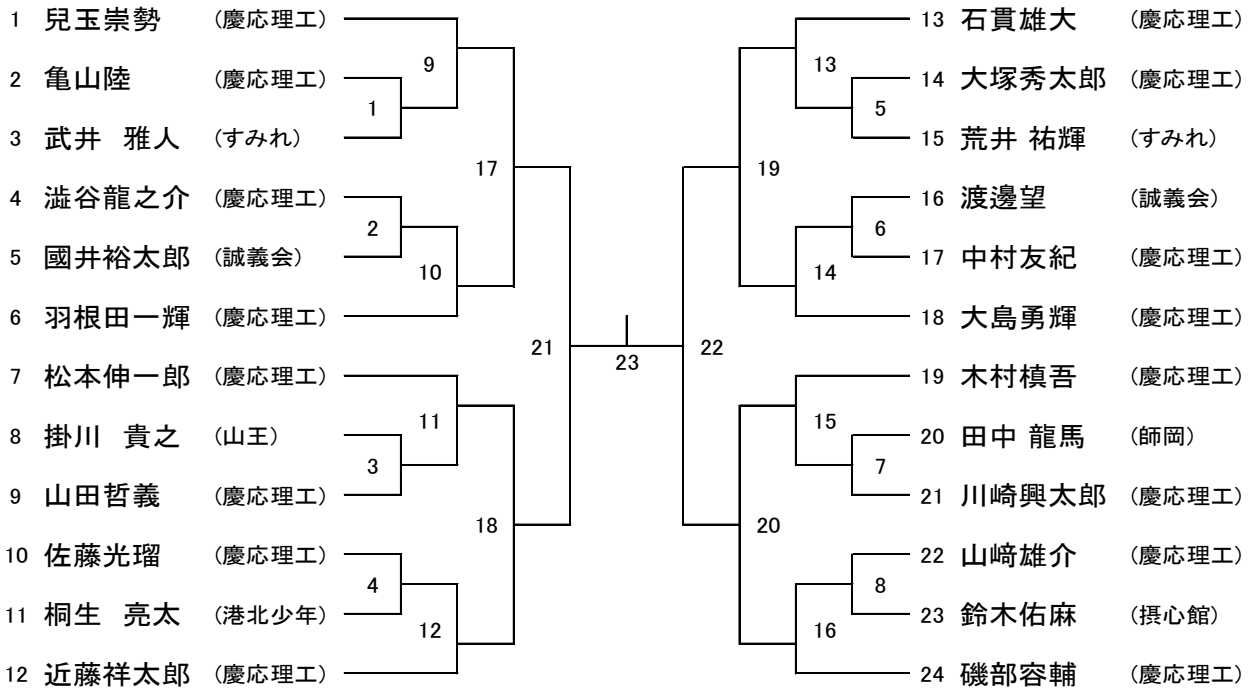 1 兒玉崇勢 (慶応理工)
2 亀山陸 (慶応理工)
3 武井 雅人 (すみれ)
4 澁谷龍之介 (慶応理工)
5 國井裕太郎 (誠義会)
6 羽根田一輝 (慶応理工)
7 松本伸一郎 (慶応理工)
8 掛川 貴之 (山王)
9 山田哲義 (慶応理工)
10 佐藤光瑠 (慶応理工)
11 桐生 亮太 (港北少年)
12 近藤祥太郎 (慶応理工)
9
1
17
2
10
21
11
3
18
4
12
23
13
5
19
6
14
22
15
7
20
8
16
13 石貫雄大 (慶応理工)
14 大塚秀太郎 (慶応理工)
15 荒井 祐輝 (すみれ)
16 渡邊望 (誠義会)
17 中村友紀 (慶応理工)
18 大島勇輝 (慶応理工)
19 木村槙吾 (慶応理工)
20 田中 龍馬 (師岡)
21 川崎興太郎 (慶応理工)
22 山﨑雄介 (慶応理工)
23 鈴木佑麻 (摂心館)
24 磯部容輔 (慶応理工)